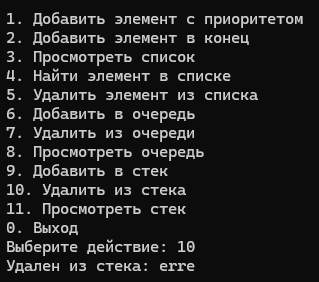 1. Добавить элемент с приоритетом
2. Добавить элемент в конец
3. Просмотреть список
4. Найти элемент в списке
5. Удалить элемент из списка
6. Добавить в очередь
7. Удалить из очереди
8. Просмотреть очередь
9. Добавить в стек
10. Удалить из стека
11. Просмотреть стек
0. Выход
Выберите действие: 10
Удален из стека: erre